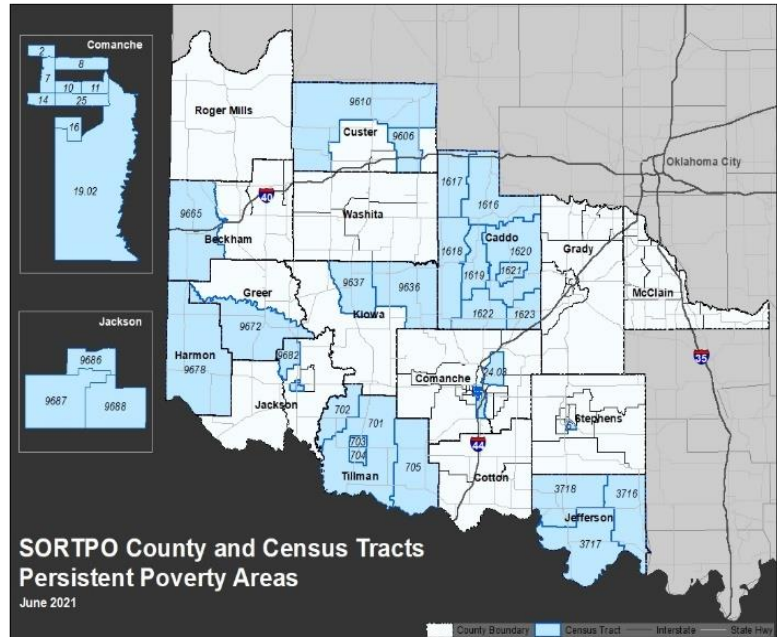 Comanche
2
8
7
10
11
14
25
16
19.02
Jackson
9686
9687
9688
Roger Mills
9610
Custer
9606
Oklahoma City
40
9665
Beckham
Washita
1617
1616
1618
Caddo
1620
1619
1621
1622
1623
Grady
McClain
Greer
9637
9636
Kiowa
9672
Harmon
9678
9682
Jackson
Comanche
24.03
35
702
701
703
704
Tillman
705
44
Cotton
Stephens
3718
3716
Jefferson
3717
SORTPO County and Census Tracts
Persistent Poverty Areas
June 2021
County Boundary
Census Tract
Interstate
State Hwy